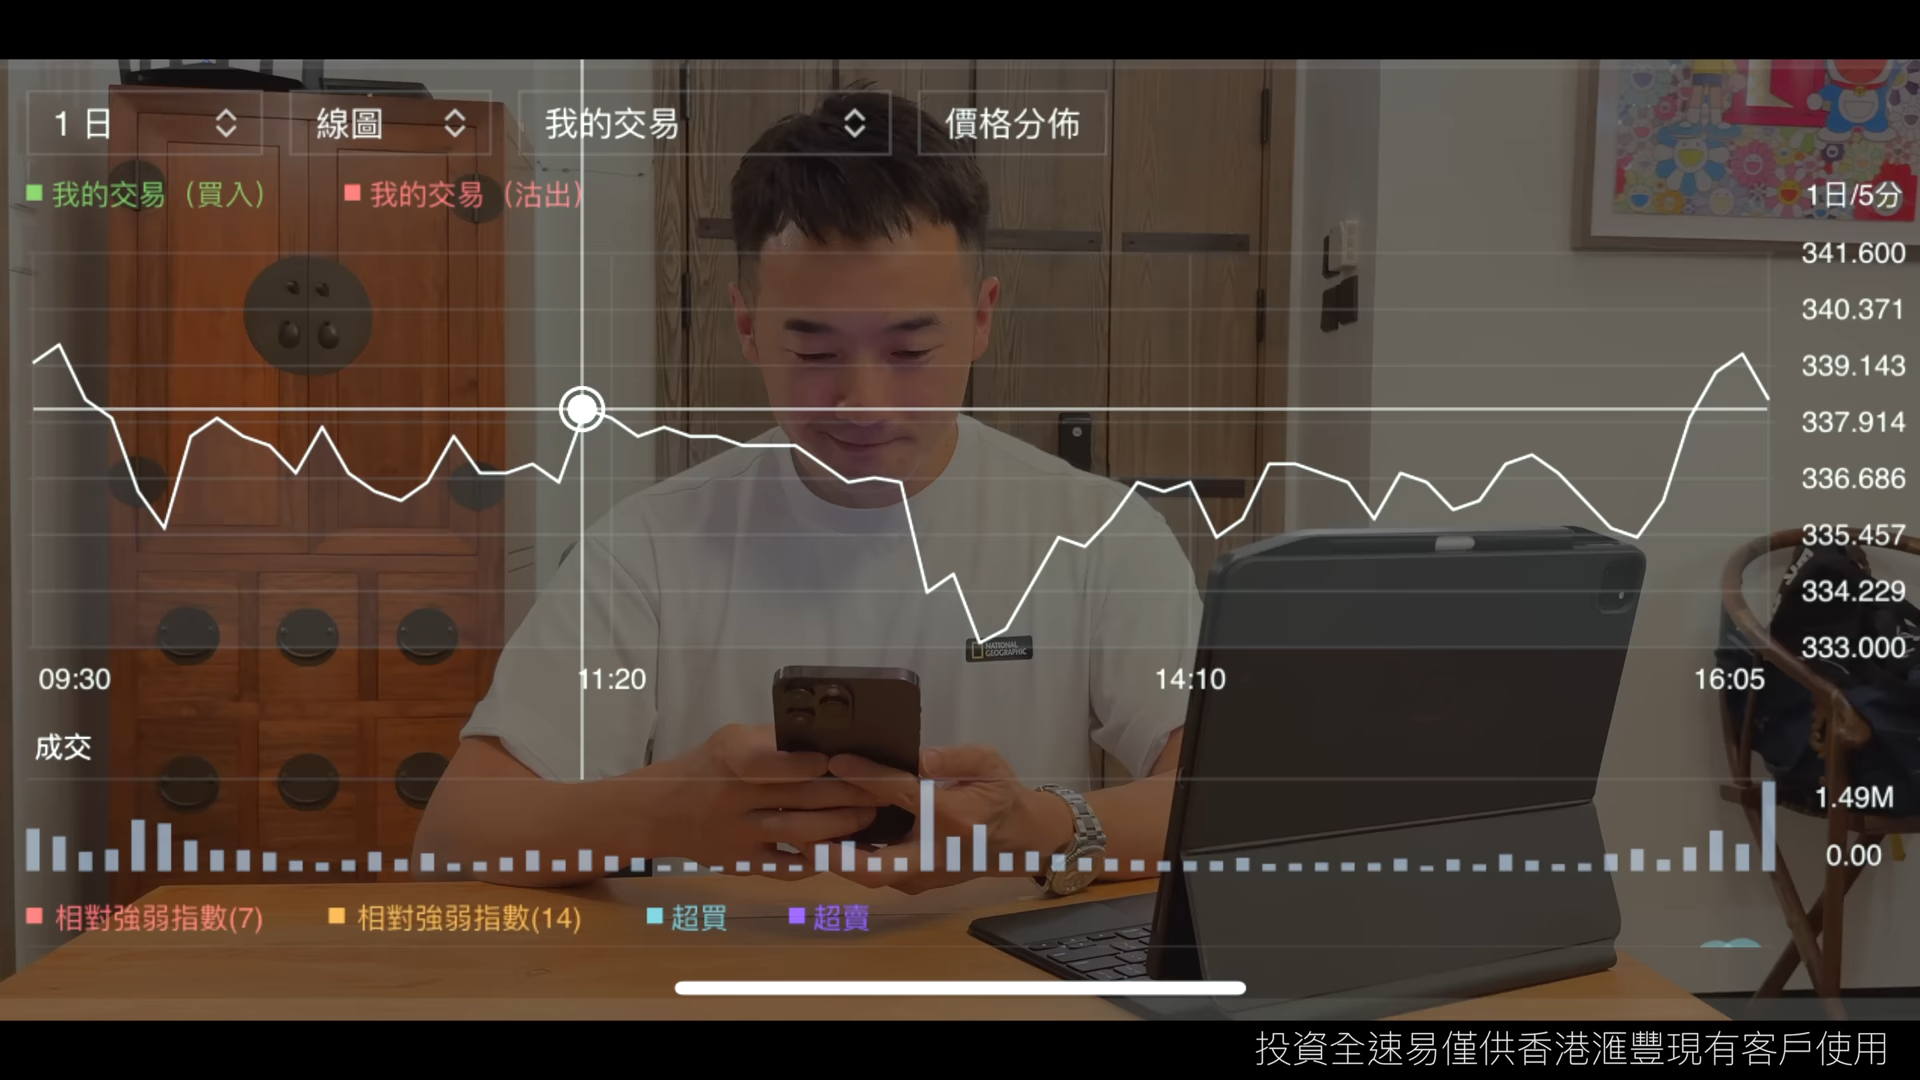 1 日 線圖 我的交易 價格分佈
我的交易（買入） 我的交易（沽出） 1日/5分
341.600
340.371
339.143
337.914
336.686
335.457
334.229
333.000
NATIONAL
GEOGRAPHIC
09:30 11:20 14:10 16:05
成交
1.49M
0.00
相對強弱指數(7) 相對強弱指數(14) 超買 超賣
投資全速易僅供香港滙豐現有客戶使用